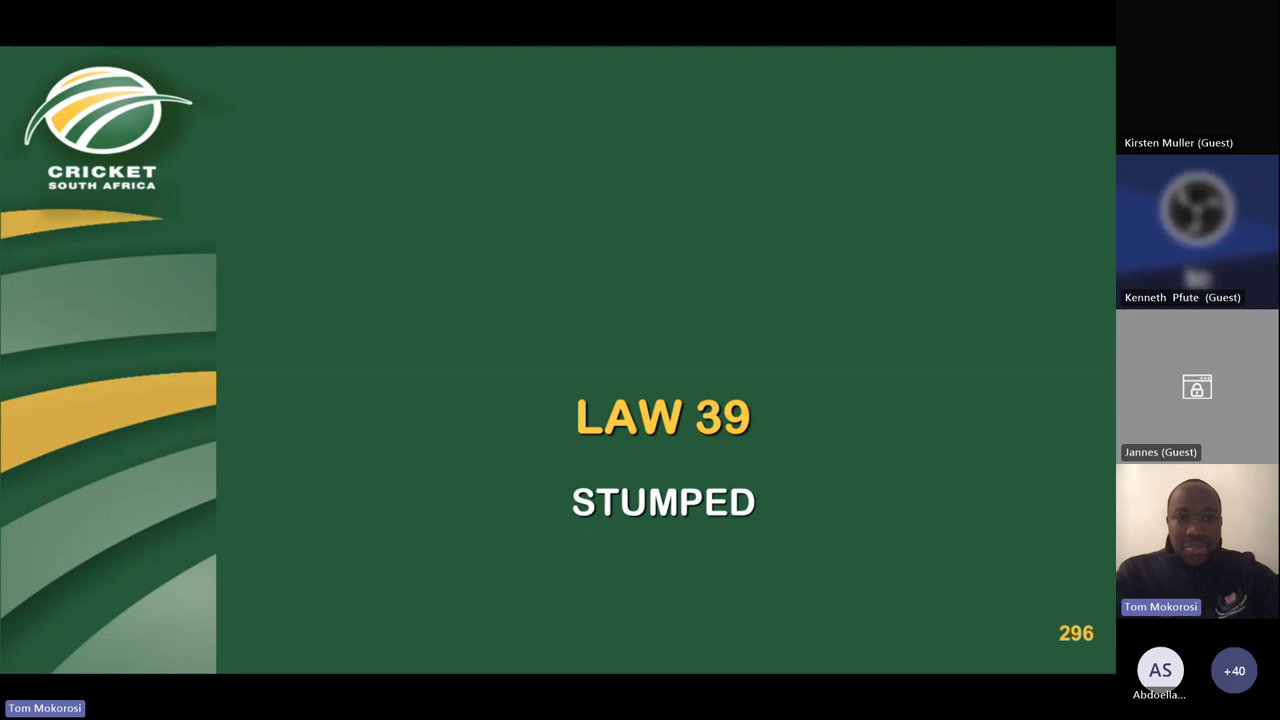 CRICKET
SOUTH AFRICA
LAW 39
STUMPED
296
Tom Mokorosi
Kirsten Muller (Guest)
Kenneth Pfute (Guest)
Jannes (Guest)
Tom Mokorosi
AS
+40
Abdoella...